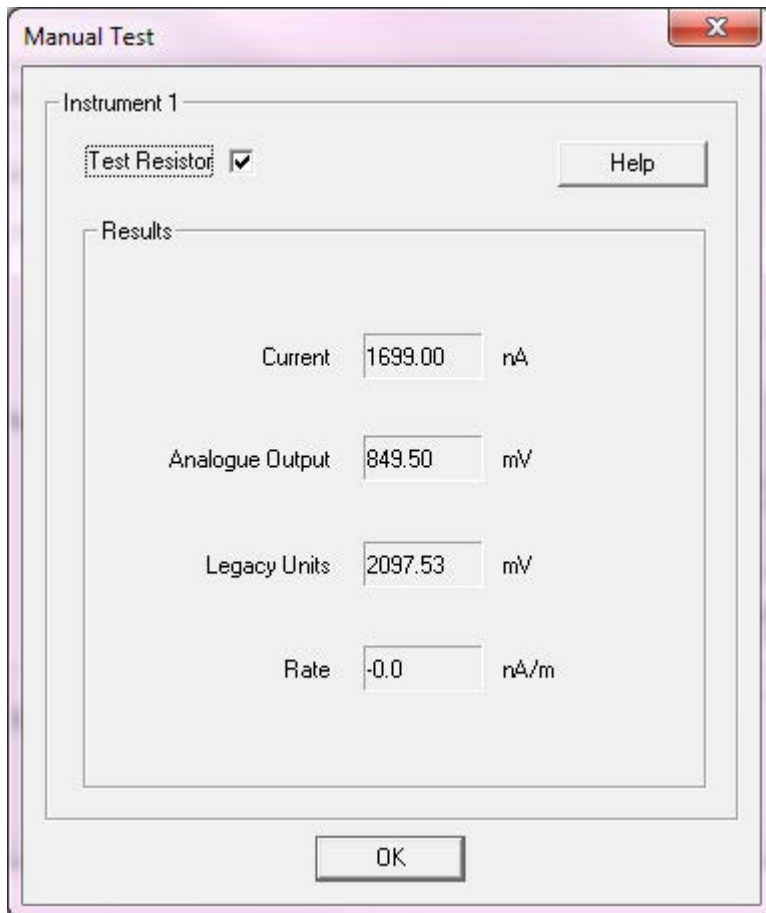 Manual Test
Instrument 1
Test Resistor
Help
Results
Current 1699.00 nA
Analogue Output 849.50 mV
Legacy Units 2097.53 mV
Rate -0.0 nA/m
OK